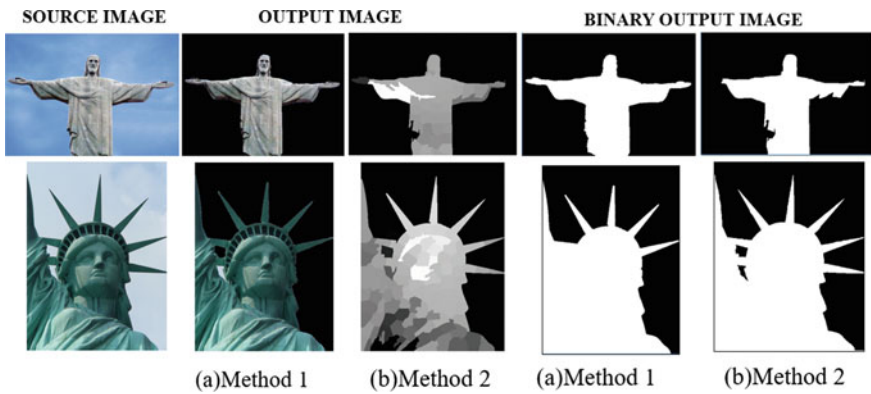 SOURCE IMAGE OUTPUT IMAGE BINARY OUTPUT IMAGE
(a)Method 1 (b)Method 2 (a)Method 1 (b)Method 2